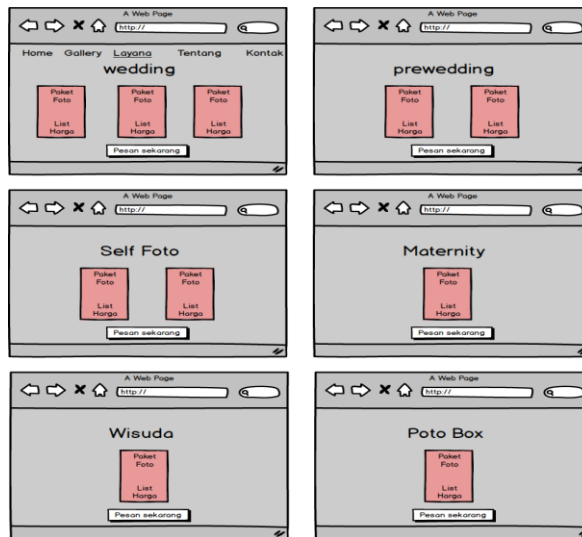 A Web Page
http://
Home Gallery Layana Tentang Kontak
wedding
Paket Foto List Harga
Paket Foto List Harga
Paket Foto List Harga
Pesan sekarang
A Web Page
http://
prewedding
Paket Foto List Harga
Paket Foto List Harga
Pesan sekarang
A Web Page
http://
Self Foto
Paket Foto List Harga
Paket Foto List Harga
Pesan sekarang
A Web Page
http://
Maternity
Paket Foto List Harga
Pesan sekarang
A Web Page
http://
Wisuda
Paket Foto List Harga
Pesan sekarang
A Web Page
http://
Poto Box
Paket Foto List Harga
Pesan sekarang